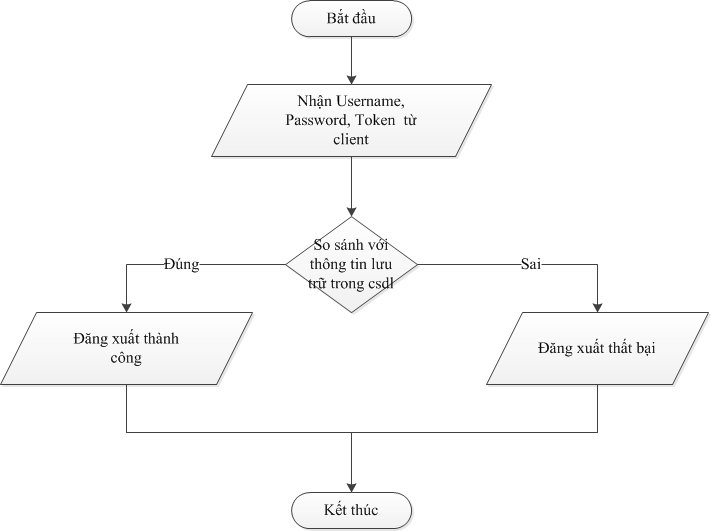 Bắt đầu
Nhận Username,
Password, Token từ
client
So sánh với
thông tin lưu
trữ trong csdl
Đúng
Sai
Đăng xuất thành
công
Đăng xuất thất bại
Kết thúc